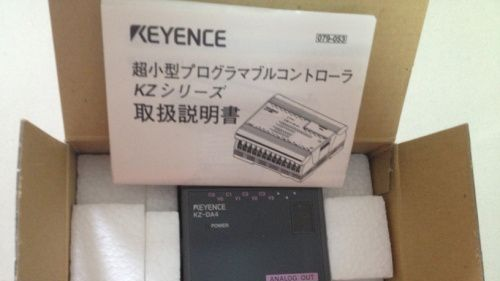 KEYENCE
079-053
超小型プログラマブルコントローラ
KZシリーズ
取扱説明書
KEYENCE
KZ-DA4
POWER
ANALOG OUT